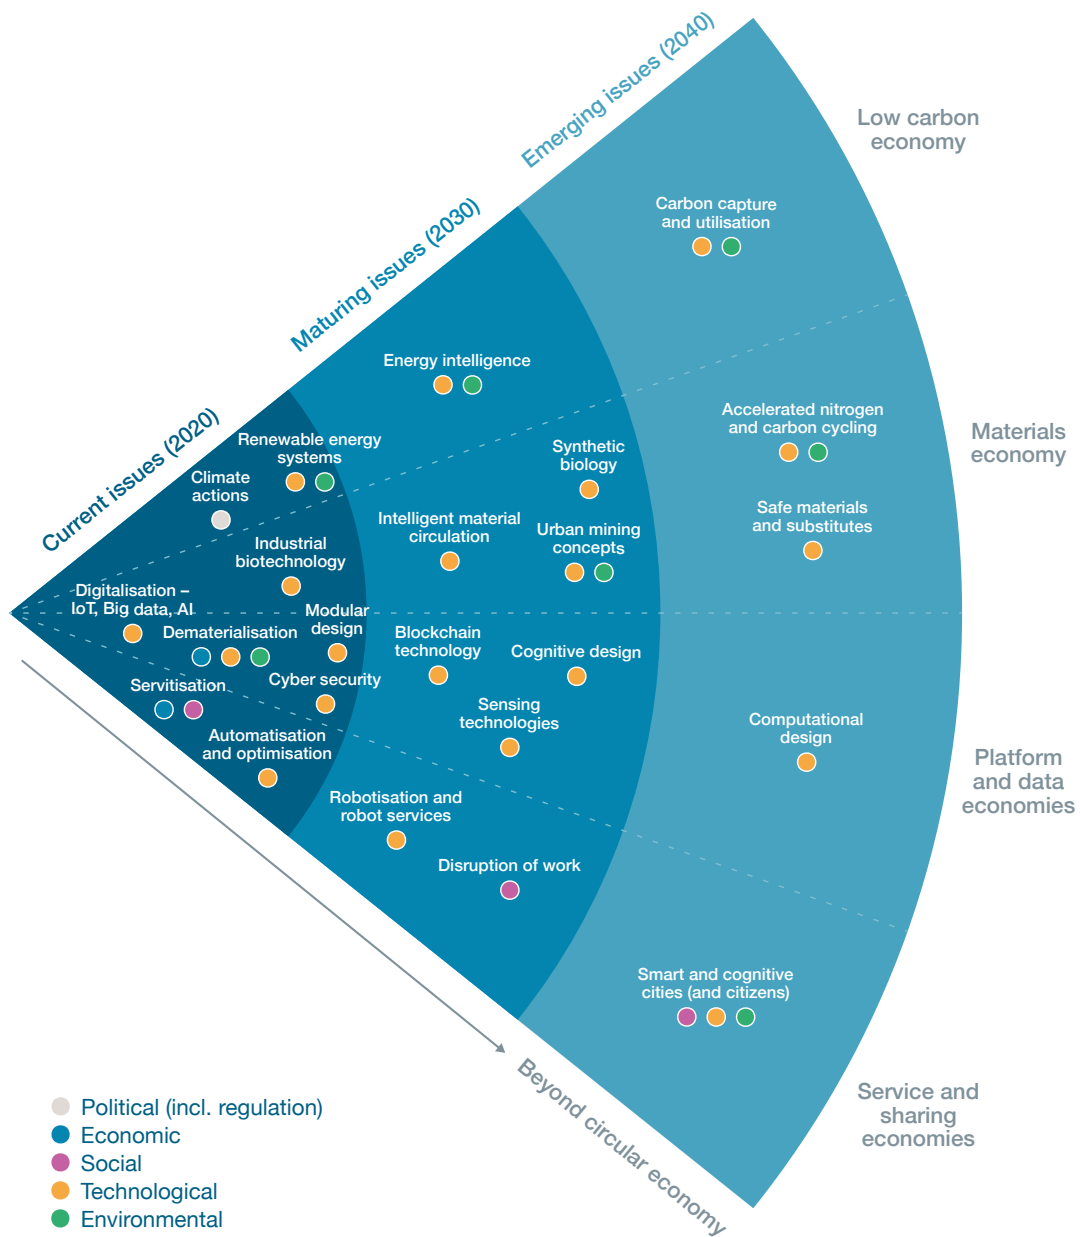 Emerging issues (2040)
Low carbon
economy
Carbon capture
and utilisation
Maturing issues (2030)
Energy intelligence
Accelerated nitrogen
and carbon cycling
Materials
economy
Current issues (2020)
Renewable energy
systems
Climate
actions
Synthetic
biology
Safe materials
and substitutes
Intelligent material
circulation
Urban mining
concepts
Industrial
biotechnology
Digitalisation –
IoT, Big data, AI
Modular
design
Dematerialisation
Blockchain
technology
Cognitive design
Servitisation
Cyber security
Sensing
technologies
Computational
design
Platform
and data
economies
Automatisation
and optimisation
Robotisation and
robot services
Disruption of work
Smart and cognitive
cities (and citizens)
Service and
sharing
economies
Beyond circular economy
Political (incl. regulation)
Economic
Social
Technological
Environmental